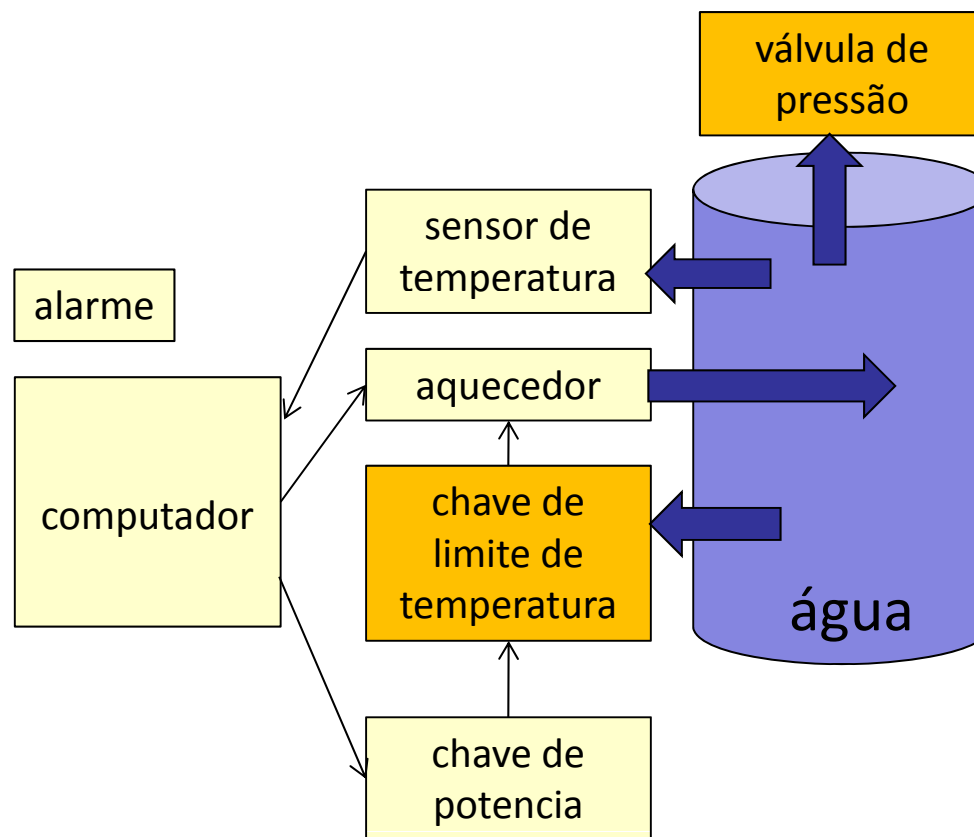 válvula de
pressão
sensor de
temperatura
alarme
aquecedor
computador
chave de
limite de
temperatura
água
chave de
potencia